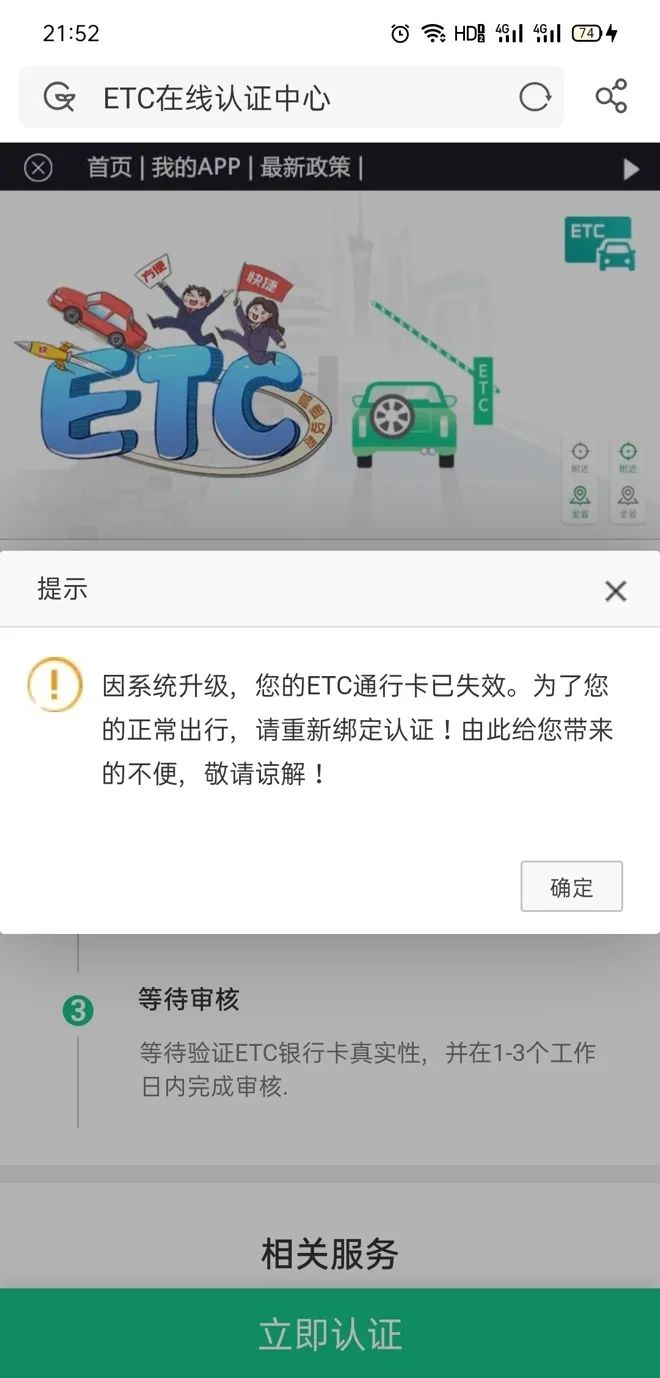 21:52
HD 4G 4G 74
ETC在线认证中心
首页 | 我的APP | 最新政策 |
ETC
方便
快捷
快
ETC
ETC
附近
附近
全省
全省
提示
因系统升级，您的ETC通行卡已失效。为了您
的正常出行，请重新绑定认证！由此给您带来
的不便，敬请谅解！
确定
3
等待审核
等待验证ETC银行卡真实性，并在1-3个工作
日内完成审核.
相关服务
立即认证